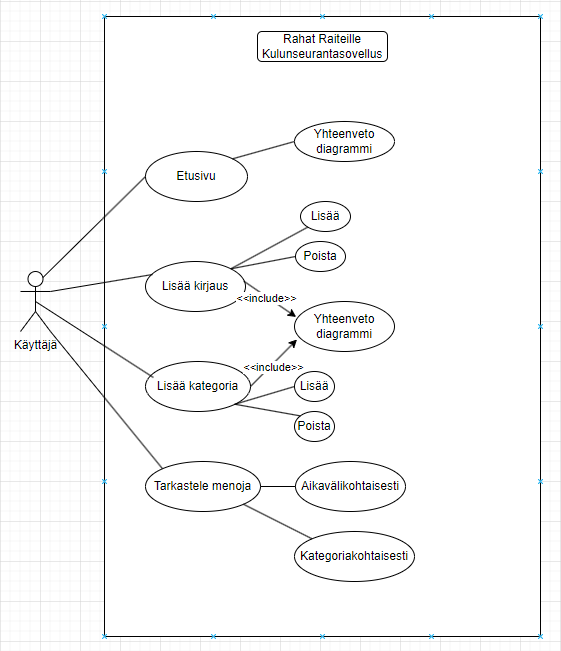 Rahat Raiteille
Kulunseurantasovellus
Yhteenveto
diagrammi
Etusivu
Lisää
Poista
Lisää kirjaus
<<include>>
Yhteenveto
diagrammi
Käyttäjä
<<include>>
Lisää kategoria
Lisää
Poista
Tarkastele menoja
Aikavälikohtaisesti
Kategoriakohtaisesti